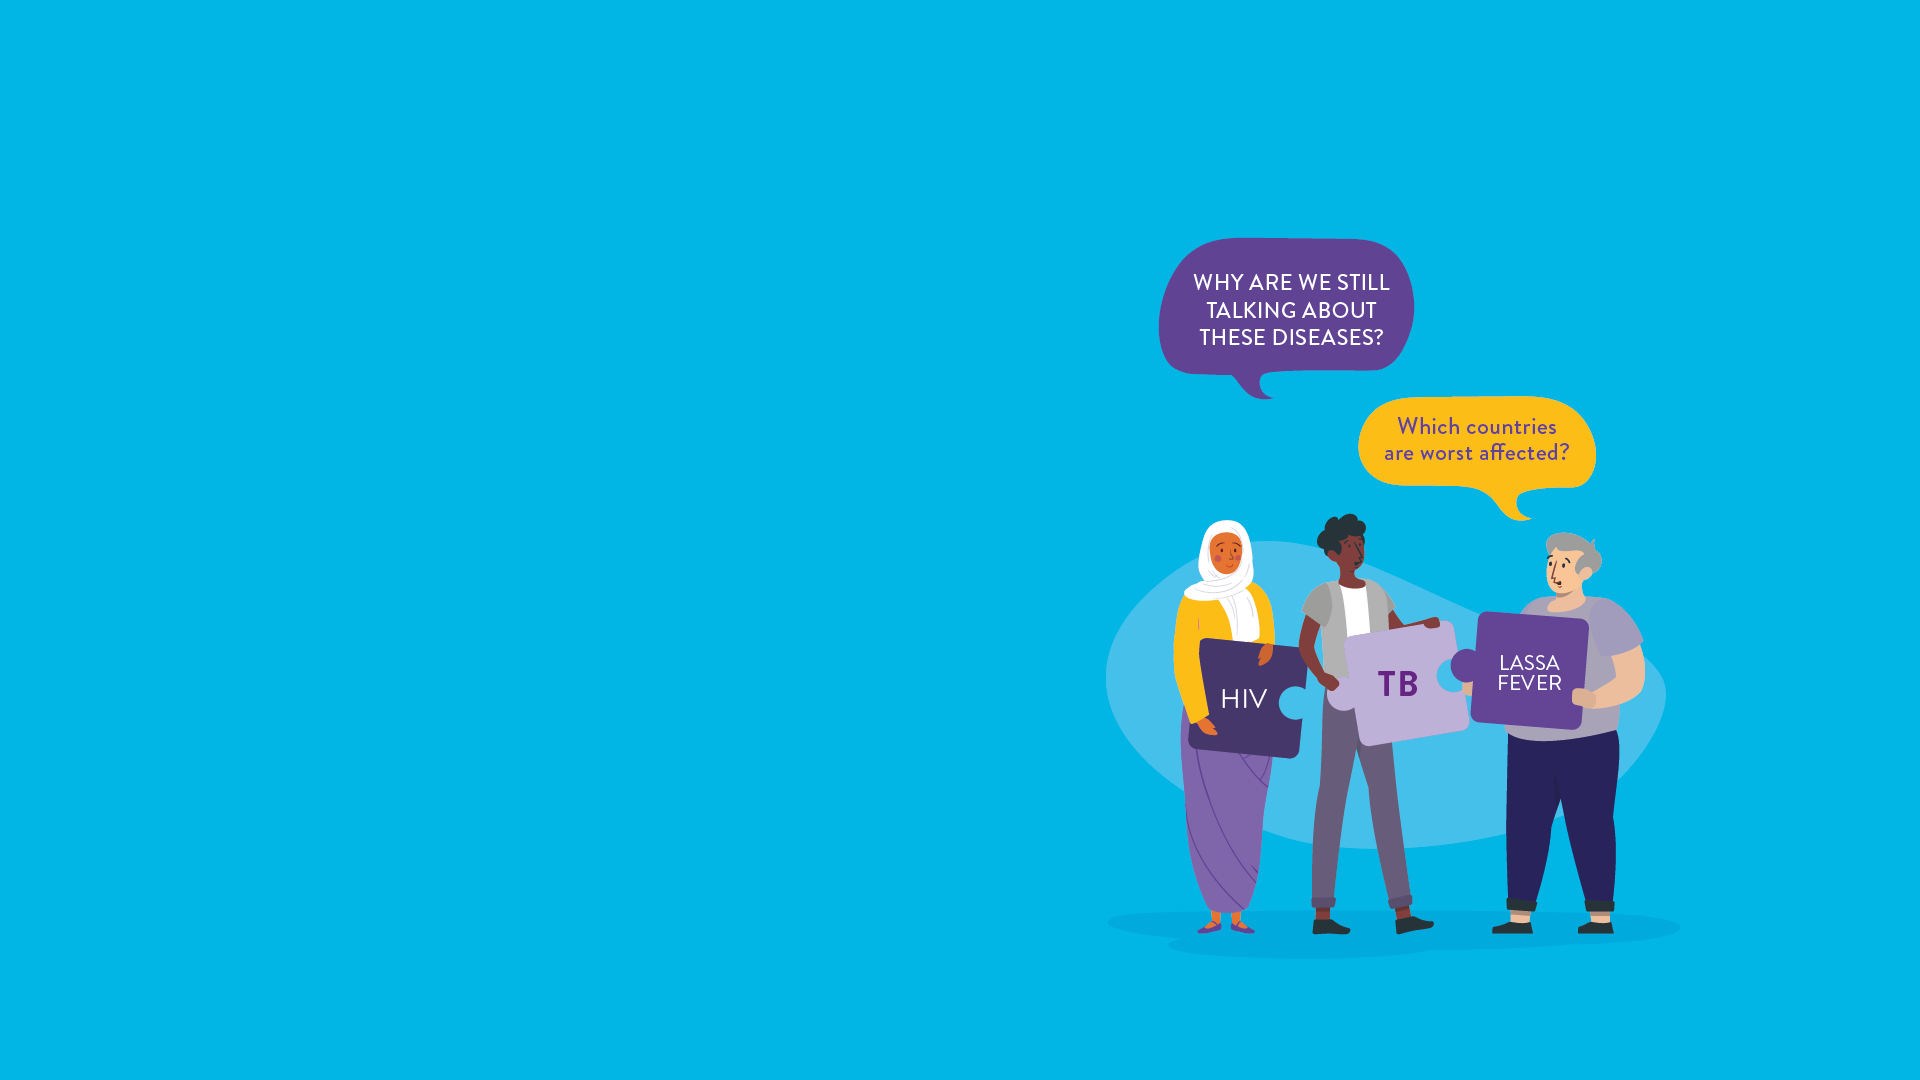 WHY ARE WE STILL
TALKING ABOUT
THESE DISEASES?
Which countries
are worst affected?
HIV
TB
LASSA
FEVER